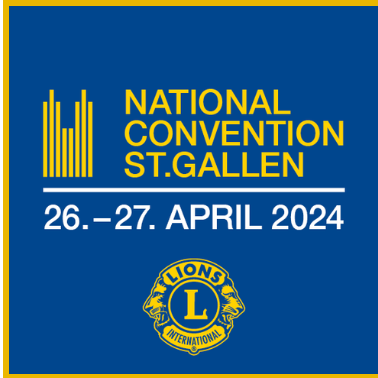 NATIONAL
CONVENTION
ST.GALLEN
26.–27. APRIL 2024
LIONS
L
INTERNATIONAL
®